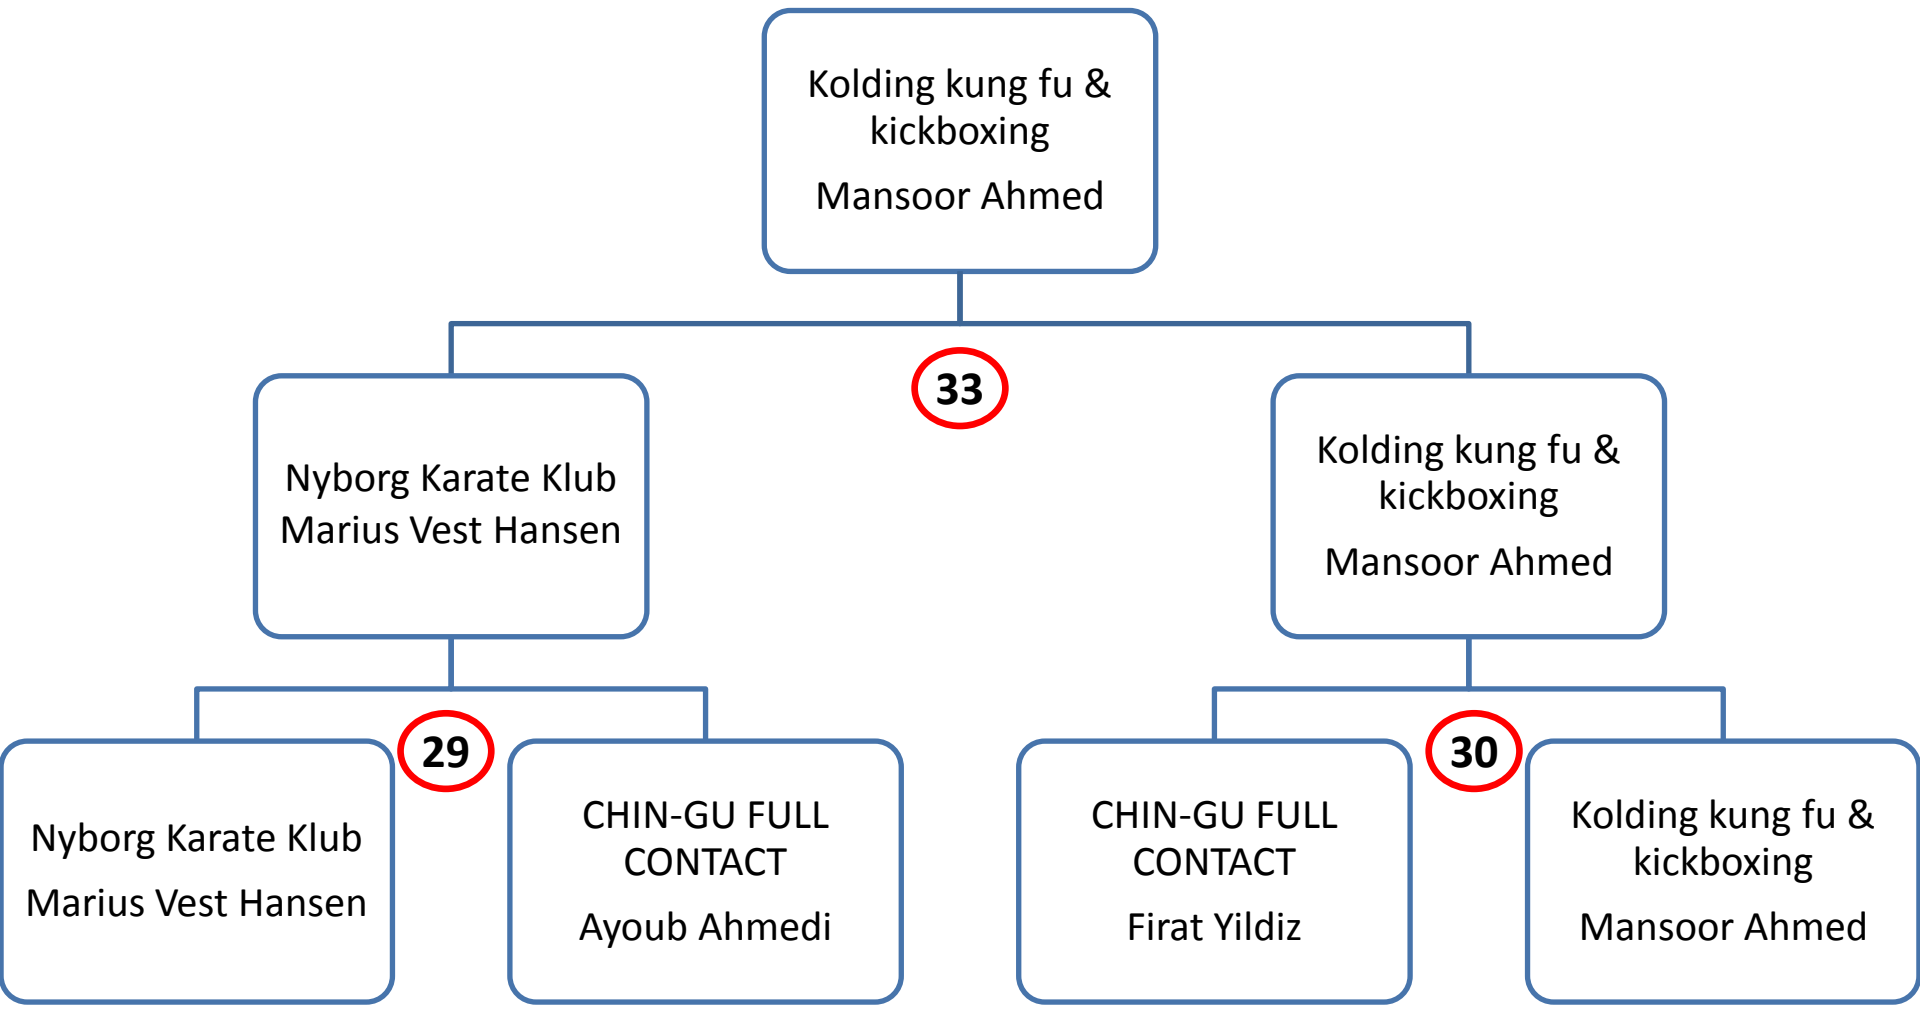 Kolding kung fu &
kickboxing
Mansoor Ahmed
33
Nyborg Karate Klub
Marius Vest Hansen
Kolding kung fu &
kickboxing
Mansoor Ahmed
29
30
Nyborg Karate Klub
Marius Vest Hansen
CHIN-GU FULL
CONTACT
Ayoub Ahmedi
CHIN-GU FULL
CONTACT
Firat Yildiz
Kolding kung fu &
kickboxing
Mansoor Ahmed